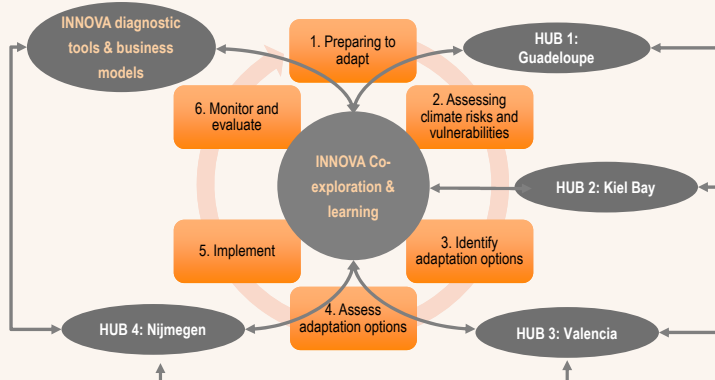 INNOVA diagnostic
tools & business
models
1. Preparing to
adapt
HUB 1:
Guadeloupe
6. Monitor and
evaluate
2. Assessing
climate risks and
vulnerabilities
INNOVA Co-
exploration &
learning
HUB 2: Kiel Bay
5. Implement
3. Identify
adaptation options
4. Assess
adaptation options
HUB 4: Nijmegen
HUB 3: Valencia